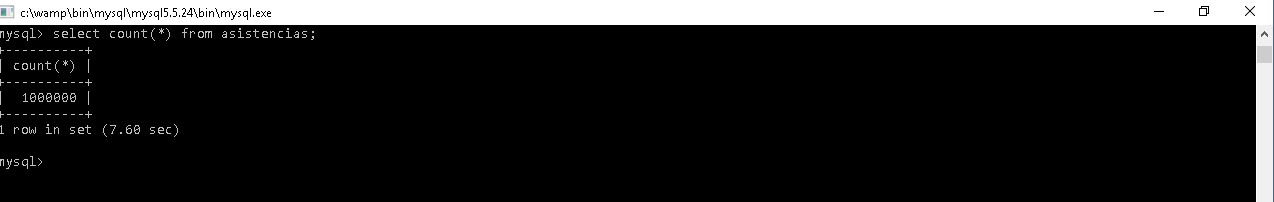 c:\wamp\bin\mysql\mysql5.5.24\bin\mysql.exe
mysql> select count(*) from asistencias;
+----------+
| count(*) |
+----------+
|  1000000 |
+----------+
1 row in set (7.60 sec)
mysql>